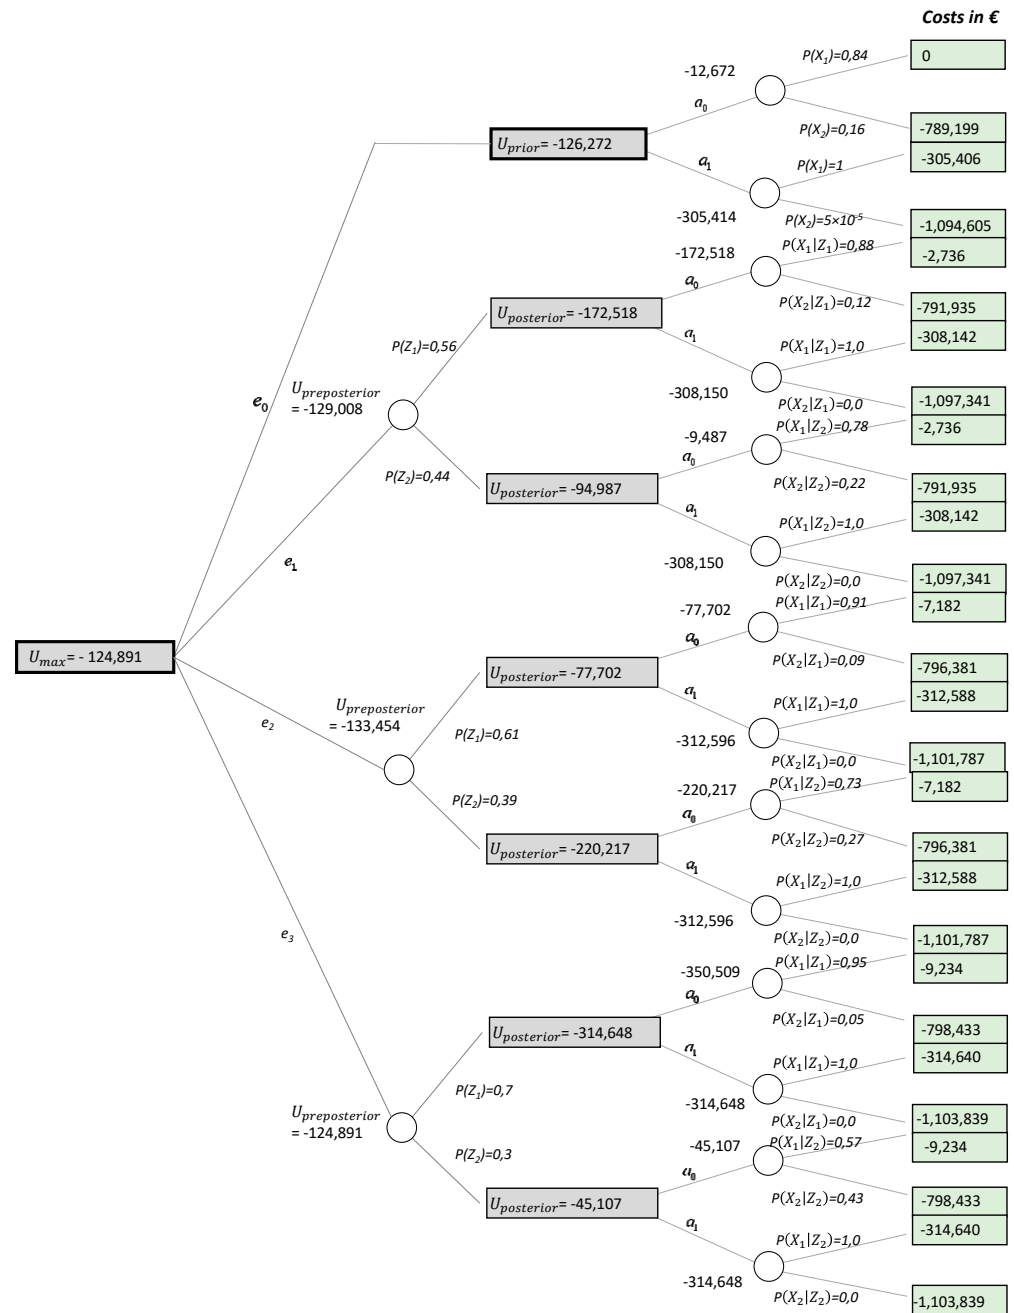 Costs in €
P(X₁)=0,84
0
-12,672
a₀
P(X₂)=0,16
-789,199
U_prior= -126,272
a₁
P(X₁)=1
-305,406
-305,414
P(X₂)=5×10⁻⁵
-1,094,605
-172,518
P(X₁|Z₁)=0,88
-2,736
a₀
P(X₂|Z₁)=0,12
-791,935
U_posterior= -172,518
a₁
P(X₁|Z₁)=1,0
-308,142
P(Z₁)=0,56
-308,150
P(X₂|Z₁)=0,0
-1,097,341
U_preposterior
= -129,008
e₀
-9,487
P(X₁|Z₂)=0,78
-2,736
a₀
P(X₂|Z₂)=0,22
-791,935
P(Z₂)=0,44
U_posterior= -94,987
a₁
P(X₁|Z₂)=1,0
-308,142
e₁
-308,150
P(X₂|Z₂)=0,0
-1,097,341
-77,702
P(X₁|Z₁)=0,91
-7,182
a₀
P(X₂|Z₁)=0,09
-796,381
U_max= - 124,891
U_posterior= -77,702
a₁
P(X₁|Z₁)=1,0
-312,588
U_preposterior
= -133,454
e₂
P(Z₁)=0,61
-312,596
P(X₂|Z₁)=0,0
-1,101,787
-220,217
P(X₁|Z₂)=0,73
-7,182
P(Z₂)=0,39
a₀
P(X₂|Z₂)=0,27
-796,381
U_posterior= -220,217
a₁
P(X₁|Z₂)=1,0
-312,588
-312,596
P(X₂|Z₂)=0,0
-1,101,787
e₃
-350,509
P(X₁|Z₁)=0,95
-9,234
a₀
P(X₂|Z₁)=0,05
-798,433
U_posterior= -314,648
a₁
P(X₁|Z₁)=1,0
-314,640
P(Z₁)=0,7
-314,648
P(X₂|Z₁)=0,0
-1,103,839
U_preposterior
= -124,891
-45,107
P(X₁|Z₂)=0,57
-9,234
P(Z₂)=0,3
a₀
P(X₂|Z₂)=0,43
-798,433
U_posterior= -45,107
a₁
P(X₁|Z₂)=1,0
-314,640
-314,648
P(X₂|Z₂)=0,0
-1,103,839